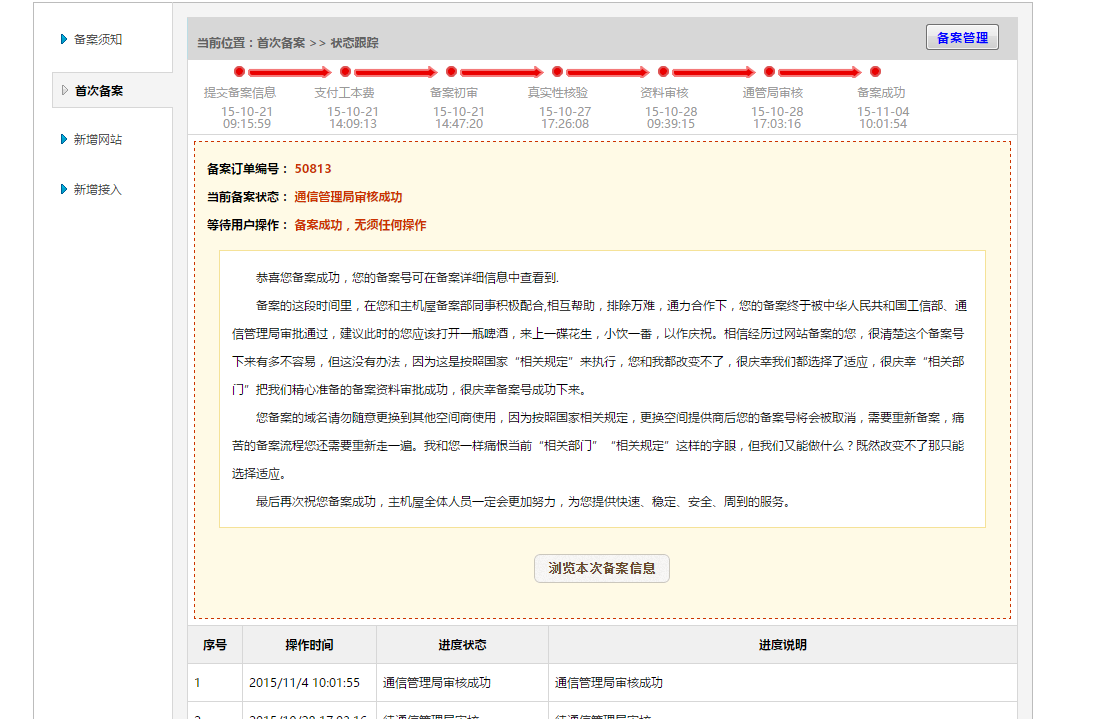 备案须知
首次备案
新增网站
新增接入
当前位置：首次备案 >> 状态跟踪
备案管理
提交备案信息 支付工本费 备案初审 真实性核验 资料审核 通管局审核 备案成功
15-10-21 15-10-21 15-10-21 15-10-27 15-10-28 15-10-28 15-11-04
09:15:59 14:09:13 14:47:20 17:26:08 09:39:15 17:03:16 10:01:54
备案订单编号： 50813
当前备案状态： 通信管理局审核成功
等待用户操作： 备案成功，无须任何操作
恭喜您备案成功，您的备案号可在备案详细信息中查看到.
备案的这段时间里，在您和主机屋备案部同事积极配合,相互帮助，排除万难，通力合作下，您的备案终于被中华人民共和国工信部、通
信管理局审批通过，建议此时的您应该打开一瓶啤酒，来上一碟花生，小饮一番，以作庆祝。相信经历过网站备案的您，很清楚这个备案号
下来有多不容易，但这没有办法，因为这是按照国家“相关规定”来执行，您和我都改变不了，很庆幸我们都选择了适应，很庆幸“相关部
门”把我们精心准备的备案资料审批成功，很庆幸备案号成功下来。
您备案的域名请勿随意更换到其他空间商使用，因为按照国家相关规定，更换空间提供商后您的备案号将会被取消，需要重新备案，痛
苦的备案流程您还需要重新走一遍。我和您一样痛恨当前“相关部门”“相关规定”这样的字眼，但我们又能做什么？既然改变不了那只能
选择适应。
最后再次祝您备案成功，主机屋全体人员一定会更加努力，为您提供快速、稳定、安全、周到的服务。
浏览本次备案信息
序号 操作时间 进度状态 进度说明
1 2015/11/4 10:01:55 通信管理局审核成功 通信管理局审核成功